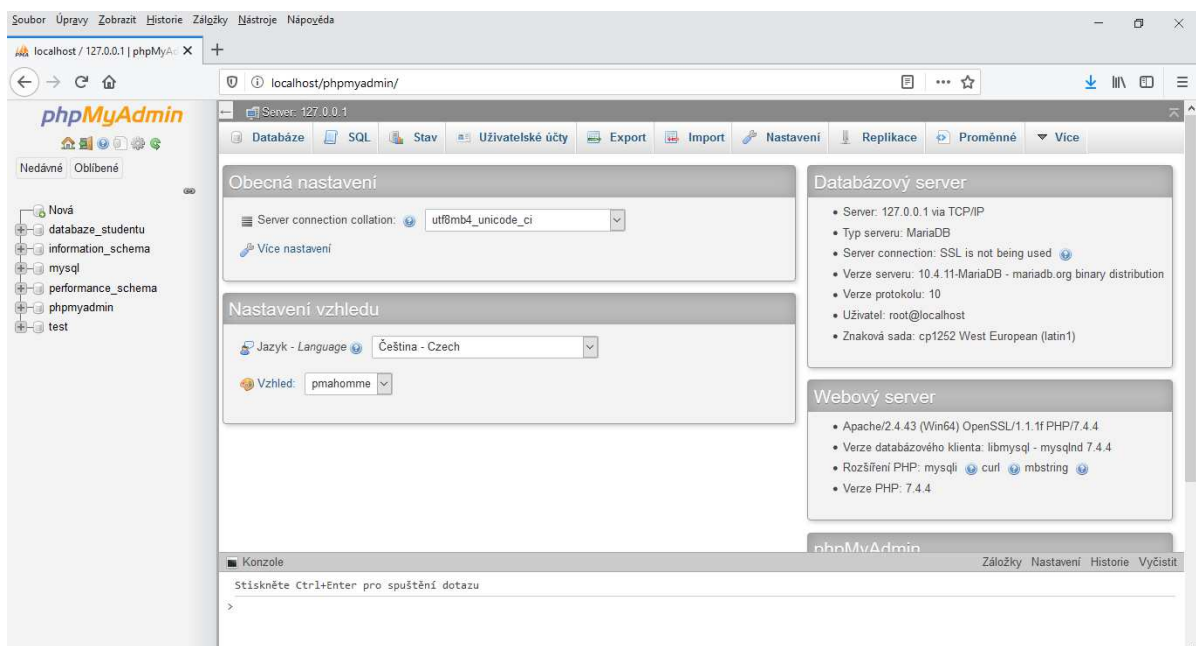 Soubor Úpravy Zobrazit Historie Záložky Nástroje Nápověda
localhost / 127.0.0.1 | phpMyAd
localhost/phpmyadmin/
phpMyAdmin
Nedávné Oblíbené
Nová
databaze_studentu
information_schema
mysql
performance_schema
phpmyadmin
test
Server: 127.0.0.1
Databáze SQL Stav Uživatelské účty Export Import Nastavení Replikace Proměnné Více
Obecná nastavení
Server connection collation: utf8mb4_unicode_ci
Více nastavení
Nastavení vzhledu
Jazyk - Language Čeština - Czech
Vzhled: pmahomme
Databázový server
Server: 127.0.0.1 via TCP/IP
Typ serveru: MariaDB
Server connection: SSL is not being used
Verze serveru: 10.4.11-MariaDB - mariadb.org binary distribution
Verze protokolu: 10
Uživatel: root@localhost
Znaková sada: cp1252 West European (latin1)
Webový server
Apache/2.4.43 (Win64) OpenSSL/1.1.1f PHP/7.4.4
Verze databázového klienta: libmysql - mysqlnd 7.4.4
Rozšíření PHP: mysqli curl mbstring
Verze PHP: 7.4.4
phpMyAdmin
Konzole Záložky Nastavení Historie Vyčistit
Stiskněte Ctrl+Enter pro spuštění dotazu
>